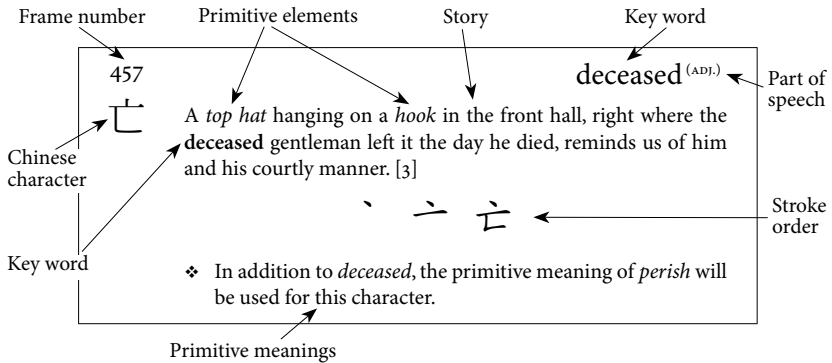 Frame number
Primitive elements
Story
Key word
457
deceased (ADJ.)
Part of
speech
亡
A top hat hanging on a hook in the front hall, right where the
deceased gentleman left it the day he died, reminds us of him
and his courtly manner. [3]
Chinese
character
丶 亠 亡
Stroke
order
Key word
❖ In addition to deceased, the primitive meaning of perish will
be used for this character.
Primitive meanings